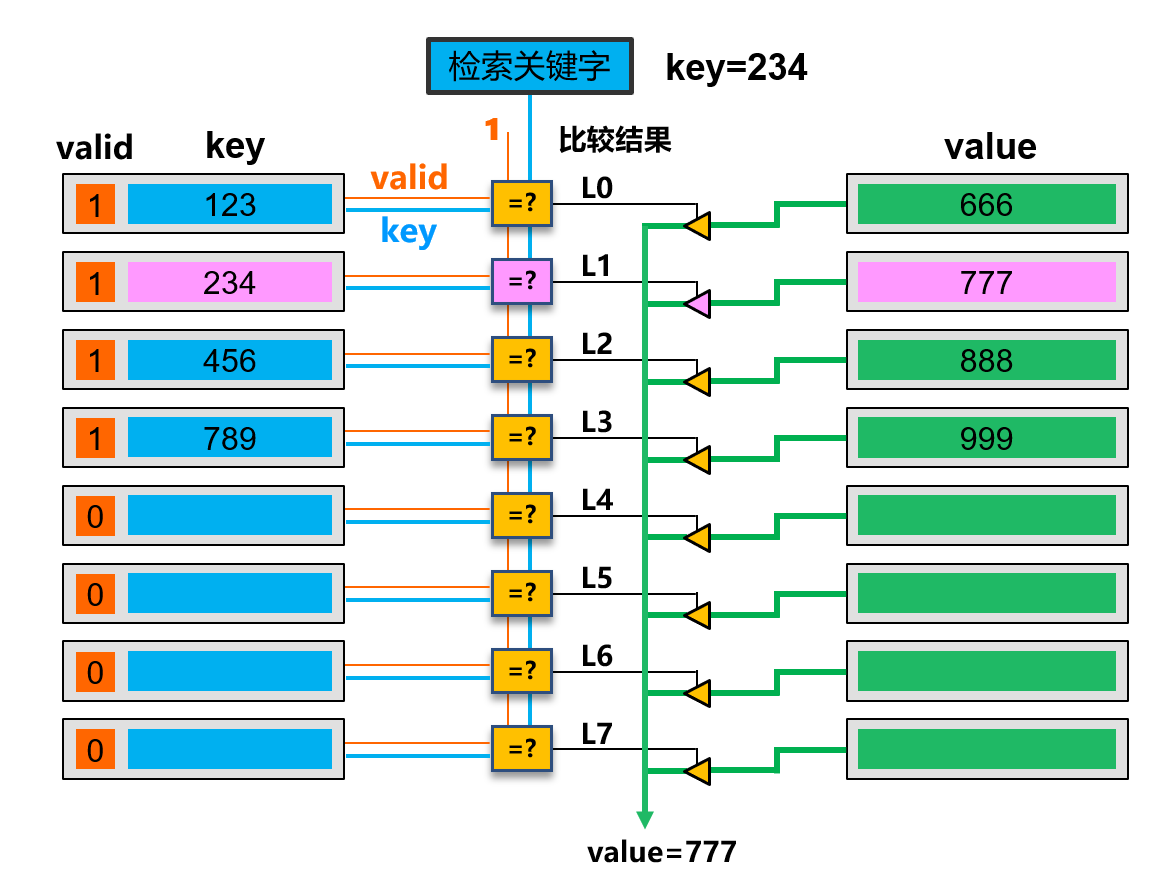 检索关键字 key=234
1 比较结果
valid key value
valid
1 123 =? L0 666
key
1 234 =? L1 777
1 456 =? L2 888
1 789 =? L3 999
0 =? L4
0 =? L5
0 =? L6
0 =? L7
value=777